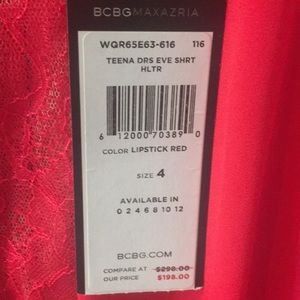 BCBGMAXAZRIA
WQR65E63-616 116
TEENA DRS EVE SHRT
HLTR
6 12000 70389 0
COLOR LIPSTICK RED
SIZE 4
AVAILABLE IN
0 2 4 6 8 10 12
BCBG.COM
COMPARE AT $298.00
OUR PRICE $198.00